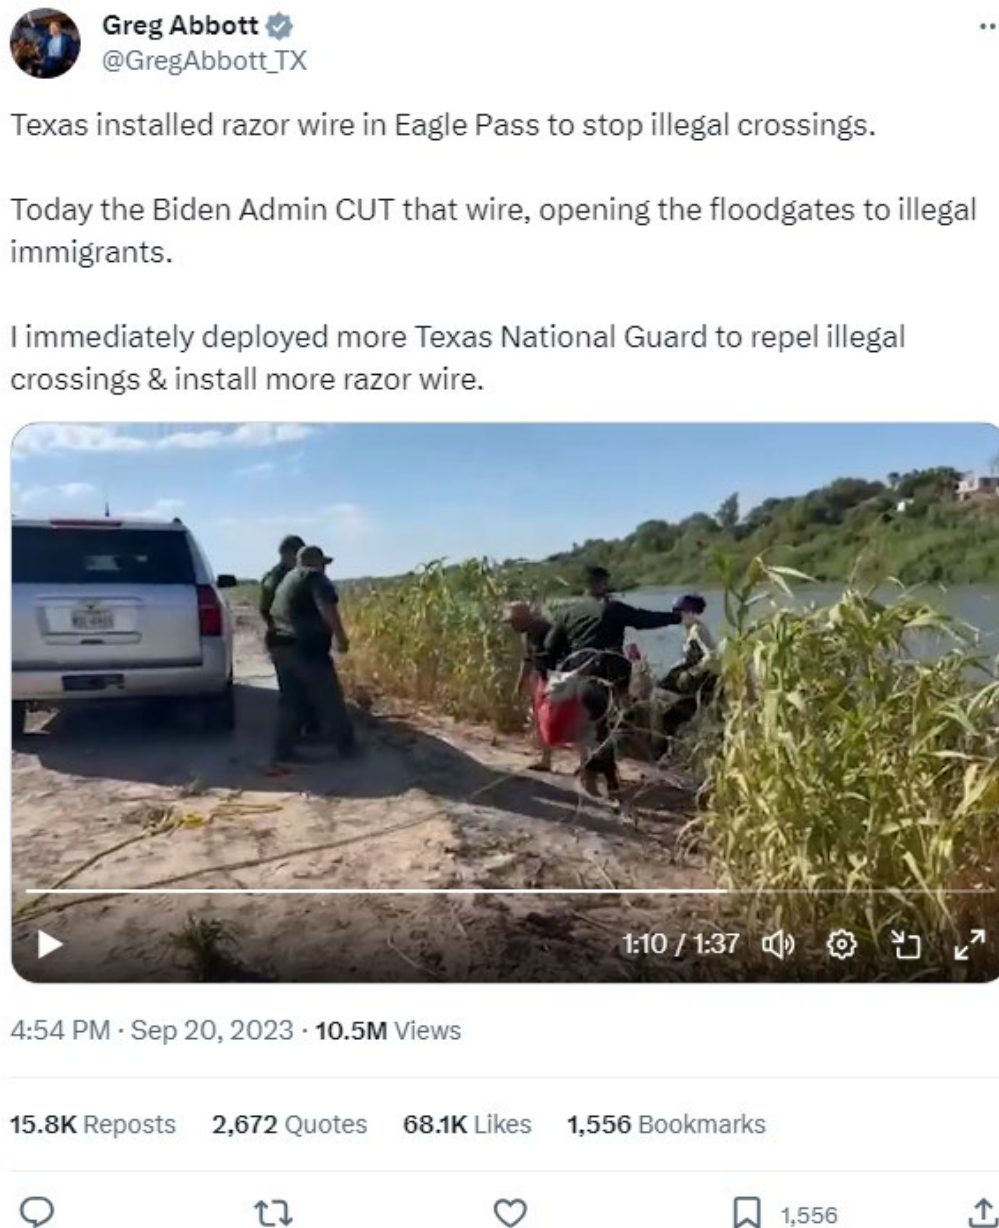 Greg Abbott
@GregAbbott_TX
Texas installed razor wire in Eagle Pass to stop illegal crossings.
Today the Biden Admin CUT that wire, opening the floodgates to illegal
immigrants.
I immediately deployed more Texas National Guard to repel illegal
crossings & install more razor wire.
1:10 / 1:37
4:54 PM · Sep 20, 2023 · 10.5M Views
15.8K Reposts 2,672 Quotes 68.1K Likes 1,556 Bookmarks
1,556